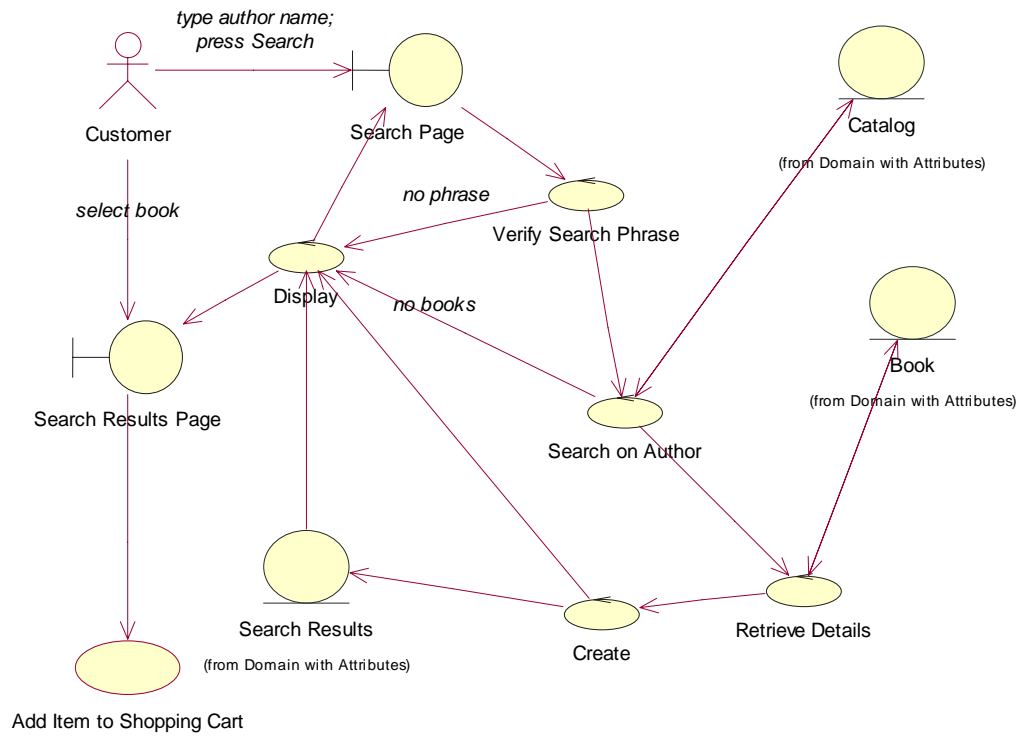 type author name;
press Search
Customer
Search Page
Catalog
(from Domain with Attributes)
no phrase
select book
Verify Search Phrase
Display
no books
Book
(from Domain with Attributes)
Search Results Page
Search on Author
Search Results
(from Domain with Attributes)
Create
Retrieve Details
Add Item to Shopping Cart